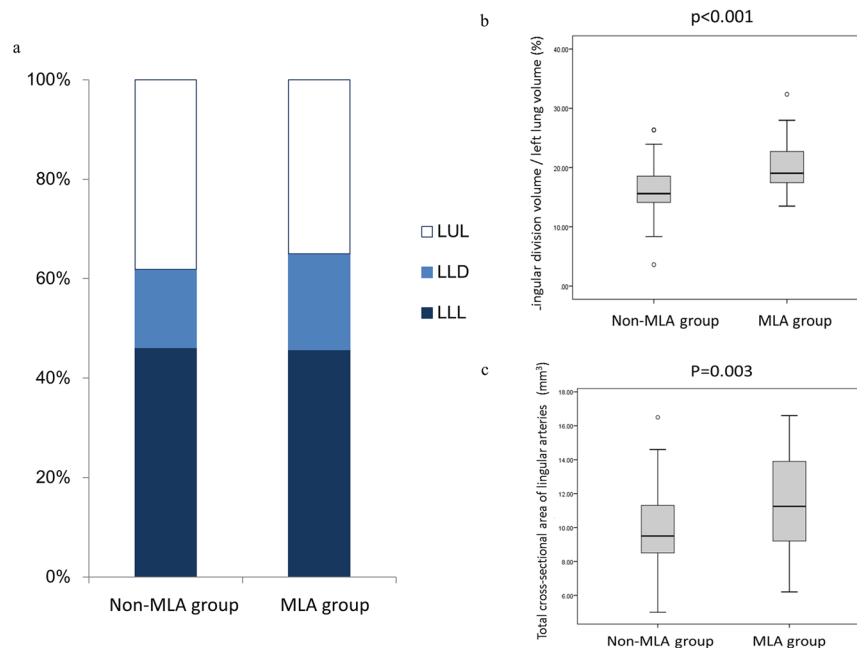 a
100%
80%
60%
40%
20%
0%
Non-MLA group
MLA group
LUL
LLD
LLL
b
p<0.001
ingular division volume / left lung volume (%)
40.00
30.00
20.00
10.00
.00
Non-MLA group
MLA group
c
P=0.003
Total cross-sectional area of lingular arteries (mm³)
18.00
16.00
14.00
12.00
10.00
8.00
6.00
Non-MLA group
MLA group